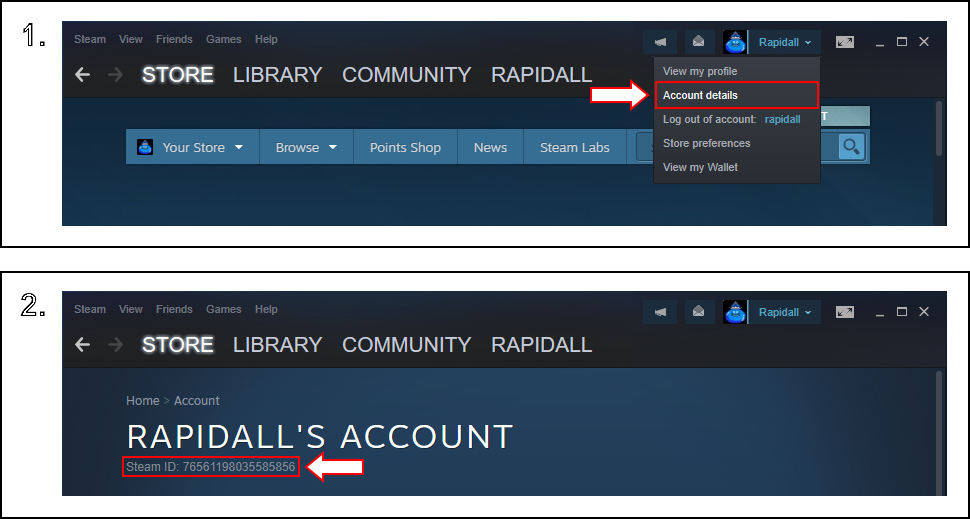 1.
Steam View Friends Games Help
Rapidall
STORE LIBRARY COMMUNITY RAPIDALL
View my profile
Account details
Log out of account: rapidall
Store preferences
View my Wallet
Your Store Browse Points Shop News Steam Labs
2.
Steam View Friends Games Help
Rapidall
STORE LIBRARY COMMUNITY RAPIDALL
Home > Account
RAPIDALL'S ACCOUNT
Steam ID: 76561198035585856